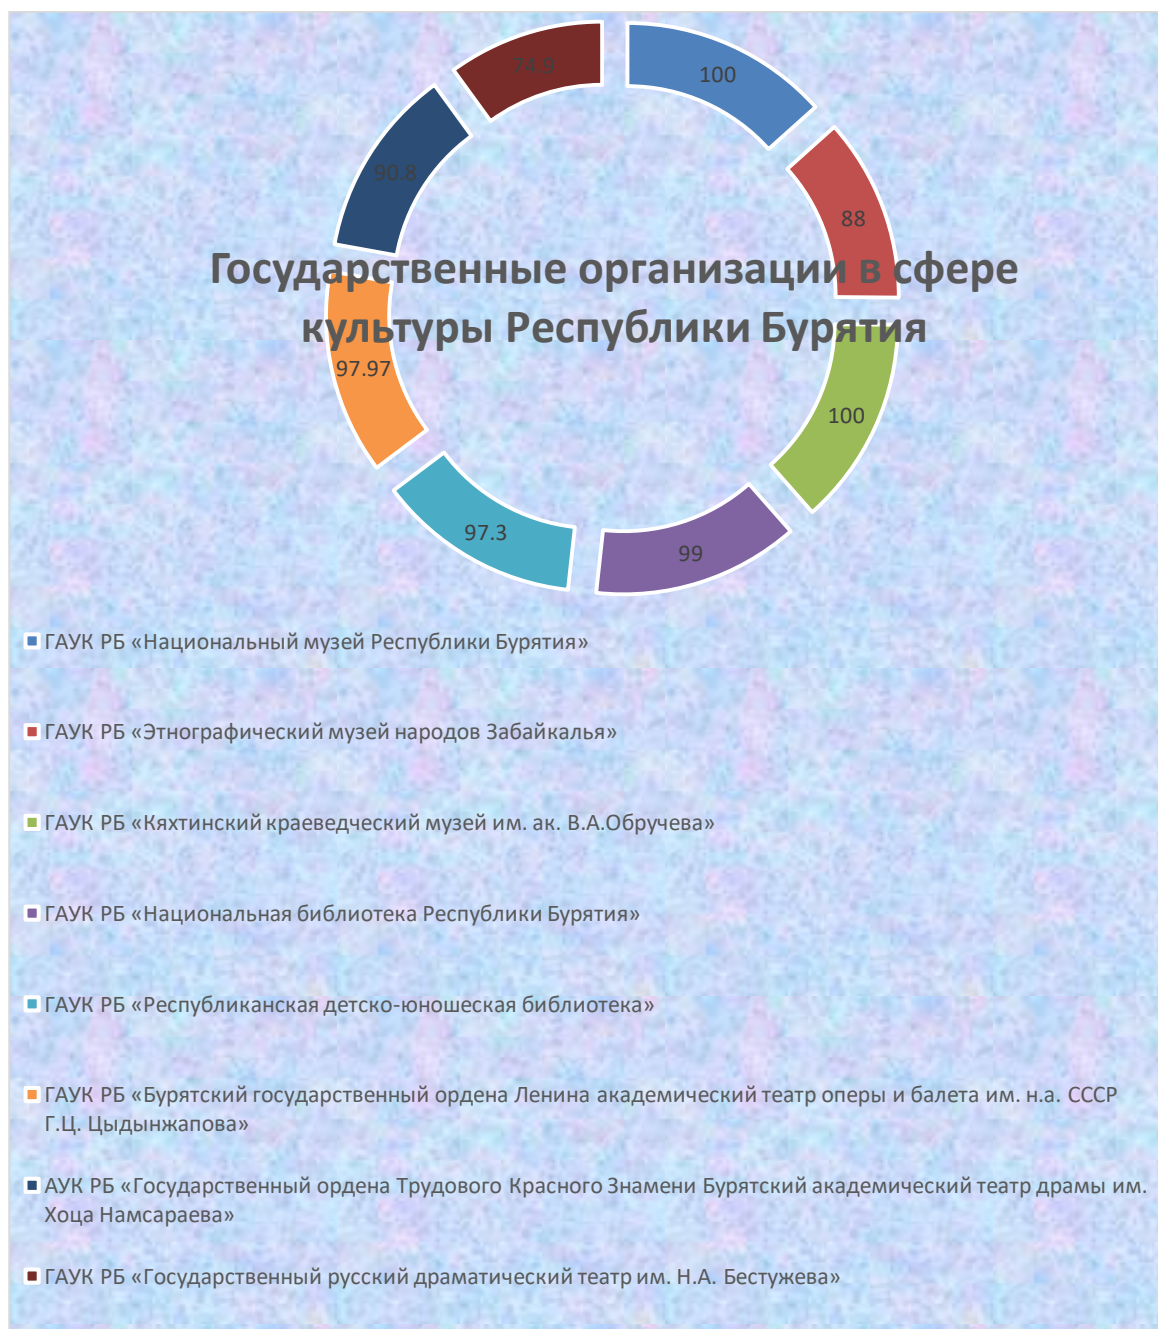 74.9
100
90.8
88
Государственные организации в сфере
культуры Республики Бурятия
97.97
100
97.3
99
ГАУК РБ «Национальный музей Республики Бурятия»
ГАУК РБ «Этнографический музей народов Забайкалья»
ГАУК РБ «Кяхтинский краеведческий музей им. ак. В.А.Обручева»
ГАУК РБ «Национальная библиотека Республики Бурятия»
ГАУК РБ «Республиканская детско-юношеская библиотека»
ГАУК РБ «Бурятский государственный ордена Ленина академический театр оперы и балета им. н.а. СССР
Г.Ц. Цыдынжапова»
АУК РБ «Государственный ордена Трудового Красного Знамени Бурятский академический театр драмы им.
Хоца Намсараева»
ГАУК РБ «Государственный русский драматический театр им. Н.А. Бестужева»